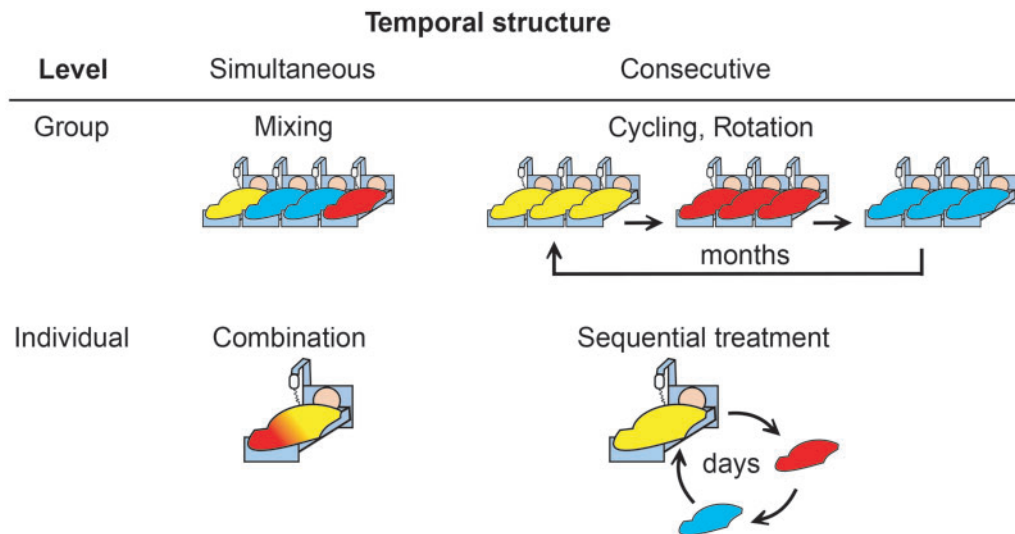 Temporal structure
Level Simultaneous Consecutive
Group Mixing Cycling, Rotation
months
Individual Combination Sequential treatment
days